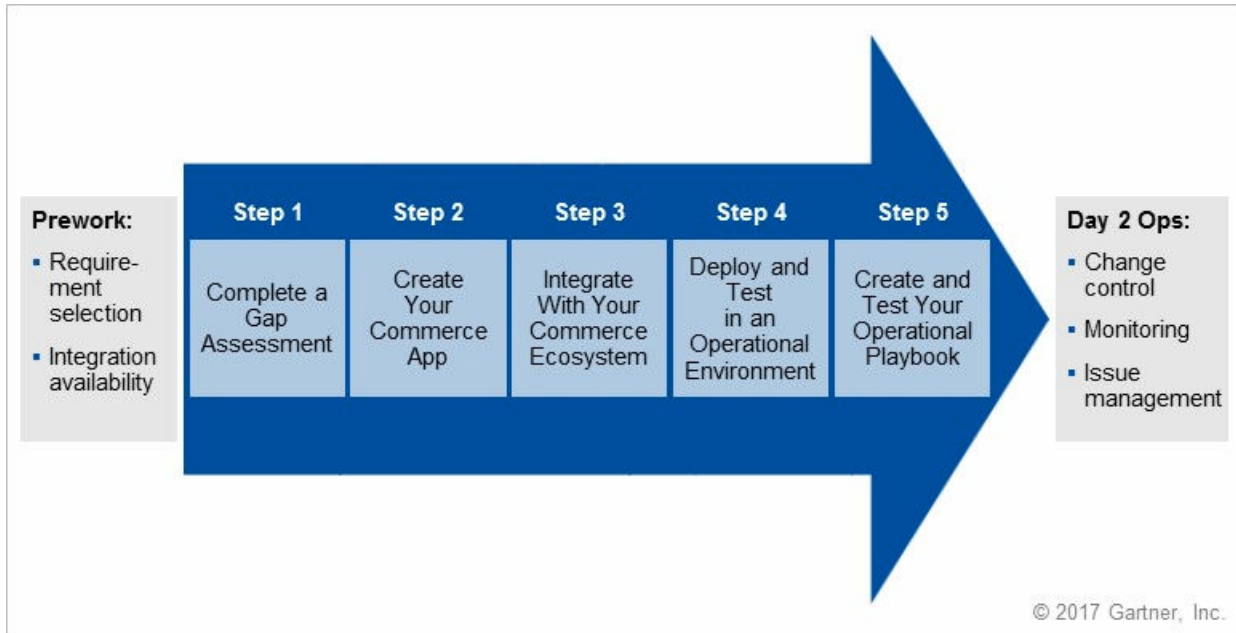 Prework:
▪ Require-
ment
selection
▪ Integration
availability
Step 1
Complete a
Gap
Assessment
Step 2
Create
Your
Commerce
App
Step 3
Integrate
With Your
Commerce
Ecosystem
Step 4
Deploy and
Test
in an
Operational
Environment
Step 5
Create and
Test Your
Operational
Playbook
Day 2 Ops:
▪ Change
control
▪ Monitoring
▪ Issue
management
© 2017 Gartner, Inc.